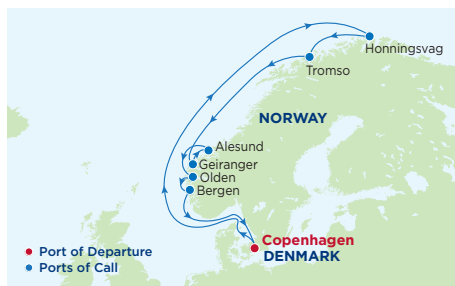 Honningsvag
Tromso
NORWAY
Alesund
Geiranger
Olden
Bergen
Copenhagen
DENMARK
Port of Departure
Ports of Call